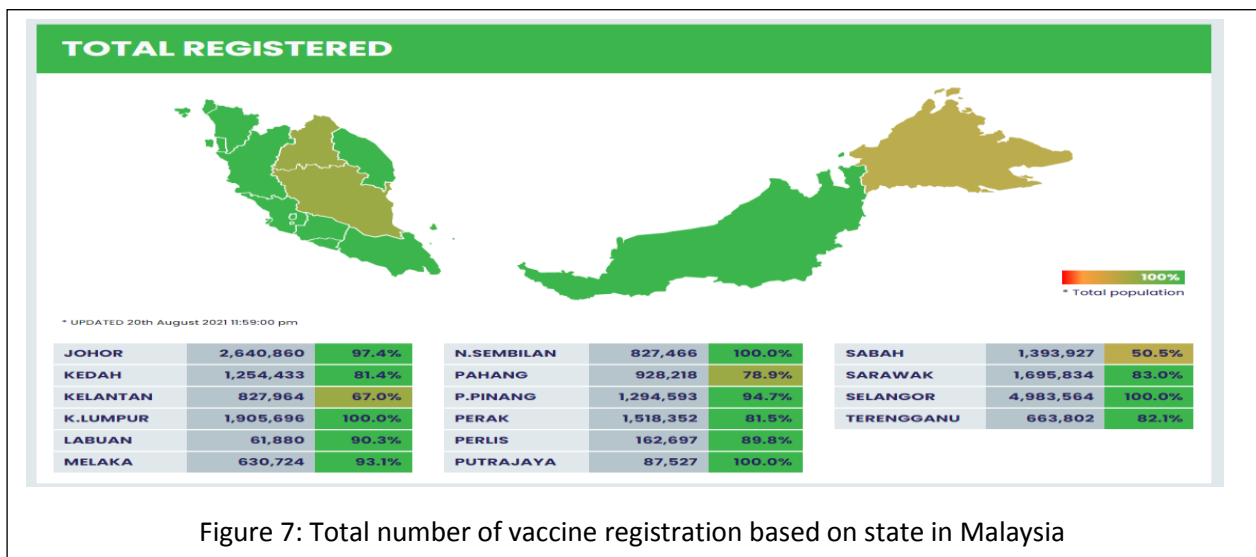 TOTAL REGISTERED
100%
* Total population
* UPDATED 20th August 2021 11:59:00 pm
JOHOR 2,640,860 97.4%
KEDAH 1,254,433 81.4%
KELANTAN 827,964 67.0%
K.LUMPUR 1,905,696 100.0%
LABUAN 61,880 90.3%
MELAKA 630,724 93.1%
N.SEMBILAN 827,466 100.0%
PAHANG 928,218 78.9%
P.PINANG 1,294,593 94.7%
PERAK 1,518,352 81.5%
PERLIS 162,697 89.8%
PUTRAJAYA 87,527 100.0%
SABAH 1,393,927 50.5%
SARAWAK 1,695,834 83.0%
SELANGOR 4,983,564 100.0%
TERENGGANU 663,802 82.1%
Figure 7: Total number of vaccine registration based on state in Malaysia